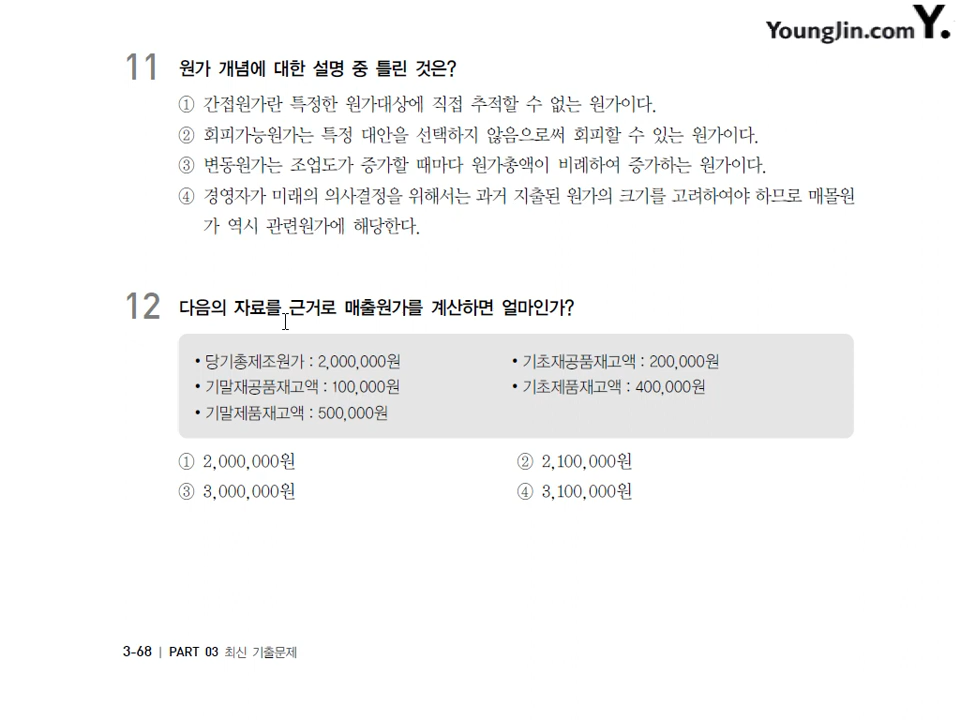 YoungJin.com Y.
11 원가 개념에 대한 설명 중 틀린 것은?
① 간접원가란 특정한 원가대상에 직접 추적할 수 없는 원가이다.
② 회피가능원가는 특정 대안을 선택하지 않음으로써 회피할 수 있는 원가이다.
③ 변동원가는 조업도가 증가할 때마다 원가총액이 비례하여 증가하는 원가이다.
④ 경영자가 미래의 의사결정을 위해서는 과거 지출된 원가의 크기를 고려하여야 하므로 매몰원
가 역시 관련원가에 해당한다.
12 다음의 자료를 근거로 매출원가를 계산하면 얼마인가?
• 당기총제조원가 : 2,000,000원 • 기초재공품재고액 : 200,000원
• 기말재공품재고액 : 100,000원 • 기초제품재고액 : 400,000원
• 기말제품재고액 : 500,000원
① 2,000,000원 ② 2,100,000원
③ 3,000,000원 ④ 3,100,000원
3-68 | PART 03 최신 기출문제